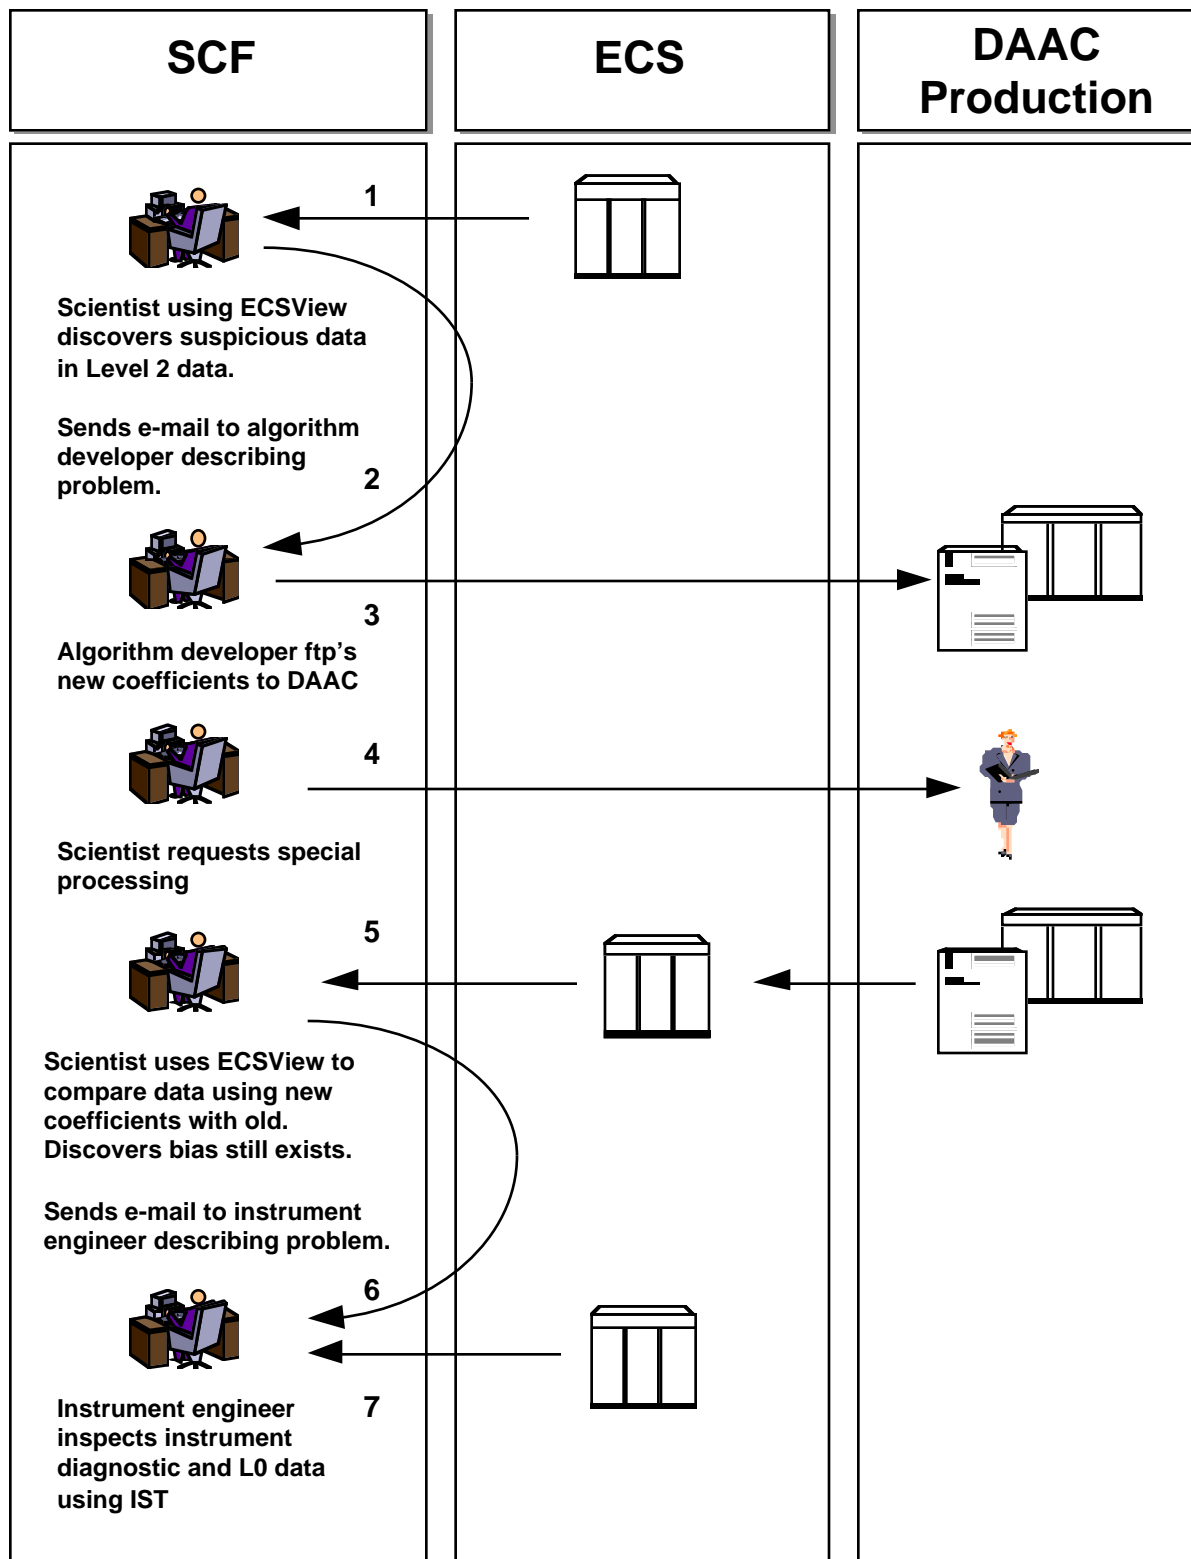 SCF
ECS
DAAC
Production
1
Scientist using ECSView
discovers suspicious data
in Level 2 data.
Sends e-mail to algorithm
developer describing
problem.
2
3
Algorithm developer ftp’s
new coefficients to DAAC
4
Scientist requests special
processing
5
Scientist uses ECSView to
compare data using new
coefficients with old.
Discovers bias still exists.
Sends e-mail to instrument
engineer describing problem.
6
7
Instrument engineer
inspects instrument
diagnostic and L0 data
using IST